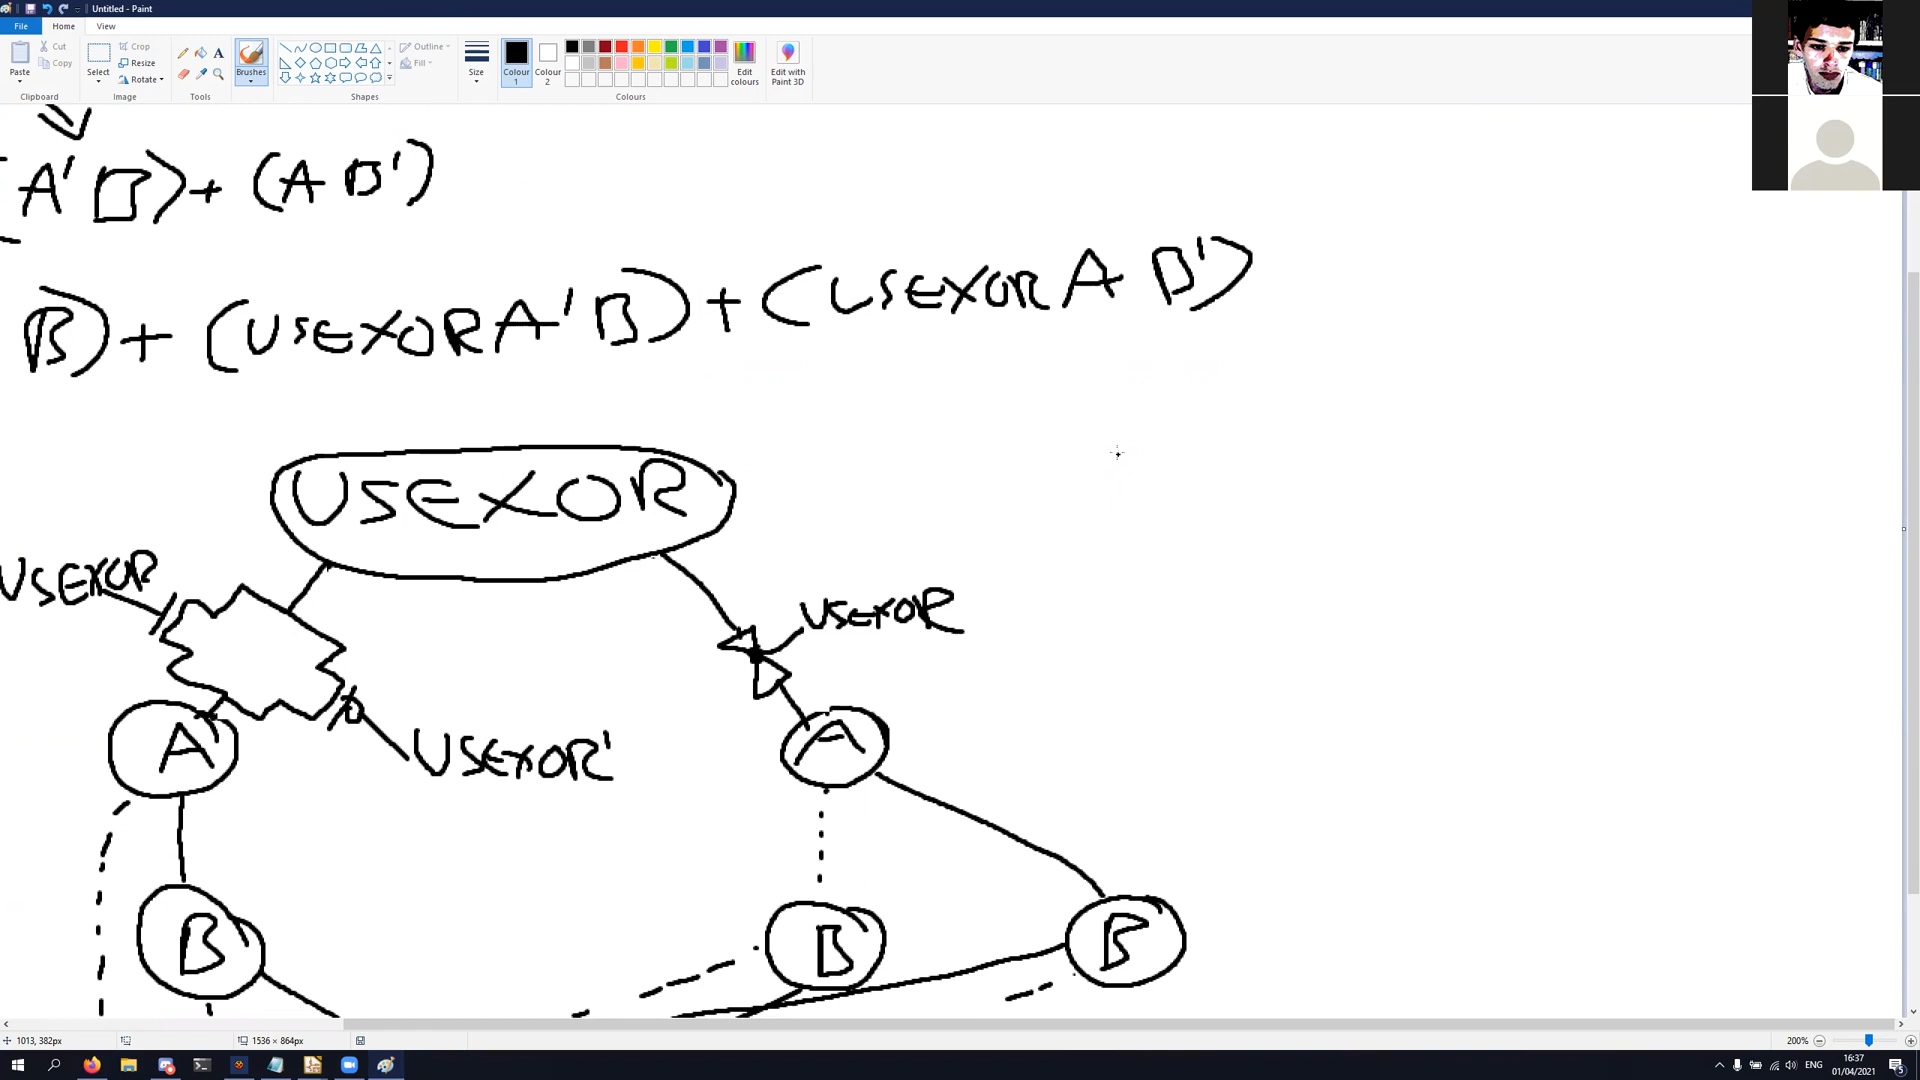 Untitled - Paint
File Home View
Paste
Cut
Copy
Clipboard
Select
Crop
Resize
Rotate
Image
Tools
Brushes
Shapes
Outline
Fill
Size
Colour 1
Colour 2
Edit colours
Edit with Paint 3D
Colours
A' B) + (A B')
B) + (USEXOR A' B) + (USEXOR A B')
USEXOR
USEXOR
USEXOR
USEXOR'
A
A
B
B
B
1013, 382px
1536 × 864px
200%
ENG
16:37
01/04/2021
5